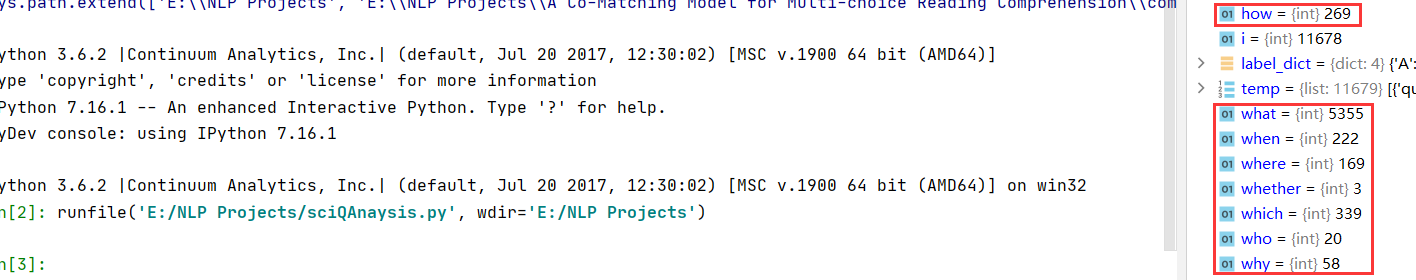 ys.path.extend(['E:\\NLP Projects', 'E:\\NLP Projects\\A Co-Matching Model for Multi-choice Reading Comprehension\\com
ython 3.6.2 |Continuum Analytics, Inc.| (default, Jul 20 2017, 12:30:02) [MSC v.1900 64 bit (AMD64)]
ype 'copyright', 'credits' or 'license' for more information
Python 7.16.1 -- An enhanced Interactive Python. Type '?' for help.
yDev console: using IPython 7.16.1
ython 3.6.2 |Continuum Analytics, Inc.| (default, Jul 20 2017, 12:30:02) [MSC v.1900 64 bit (AMD64)] on win32
n[2]: runfile('E:/NLP Projects/sciQAnaysis.py', wdir='E:/NLP Projects')
n[3]:
01 how = {int} 269
01 i = {int} 11678
label_dict = {dict: 4} {'A':
1 2 3 temp = {list: 11679} [{'qu
01 what = {int} 5355
01 when = {int} 222
01 where = {int} 169
01 whether = {int} 3
01 which = {int} 339
01 who = {int} 20
01 why = {int} 58